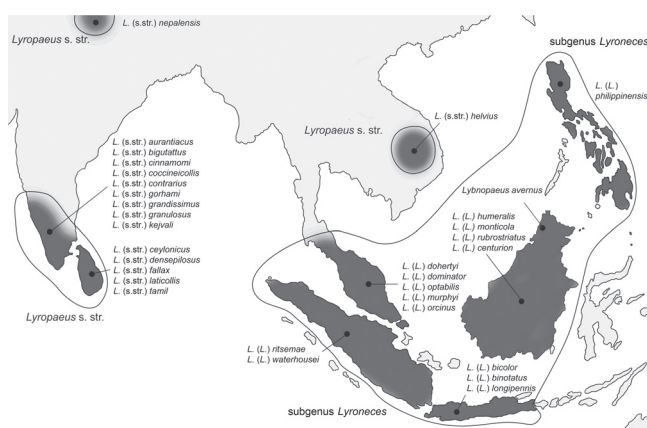 L. (s.str.) nepalensis
Lyropaeus s. str.
subgenus Lyroneces
L. (L.)
philippinensis
Lyropaeus s. str.
L. (s.str.) helvius
L. (s.str.) aurantiacus
L. (s.str.) bigutattus
L. (s.str.) cinnamomi
L. (s.str.) coccineicollis
L. (s.str.) contrarius
L. (s.str.) gorhami
L. (s.str.) grandissimus
L. (s.str.) granulosus
L. (s.str.) kejvali
Lybnopaeus avernus
L. (L.) humeralis
L. (L.) monticola
L. (L.) rubrostriatus
L. (L.) centurion
L. (s.str.) ceylonicus
L. (s.str.) densepilosus
L. (s.str.) fallax
L. (s.str.) laticollis
L. (s.str.) tamil
Lyropaeus s. str.
L. (L.) dohertyi
L. (L.) dominator
L. (L.) optabilis
L. (L.) murphyi
L. (L.) orcinus
L. (L.) ritsemae
L. (L.) waterhousei
L. (L.) bicolor
L. (L.) binotatus
L. (L.) longipennis
subgenus Lyroneces